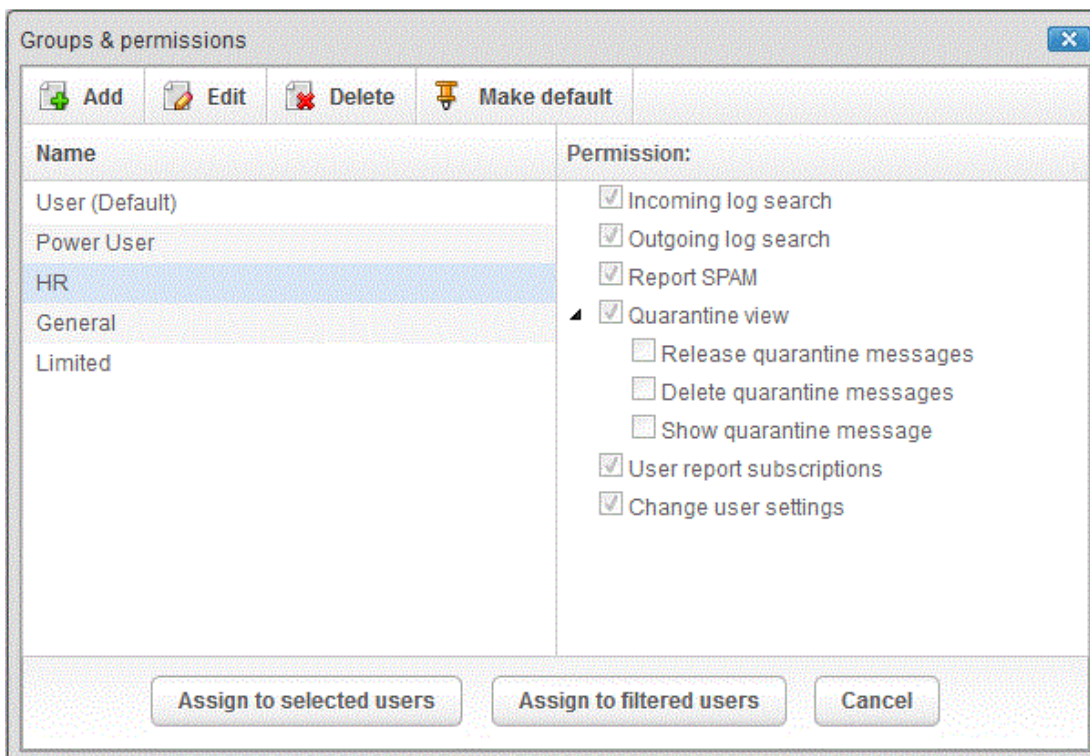 Groups & permissions
Add Edit Delete Make default
Name
User (Default)
Power User
HR
General
Limited
Permission:
Incoming log search
Outgoing log search
Report SPAM
Quarantine view
Release quarantine messages
Delete quarantine messages
Show quarantine message
User report subscriptions
Change user settings
Assign to selected users Assign to filtered users Cancel